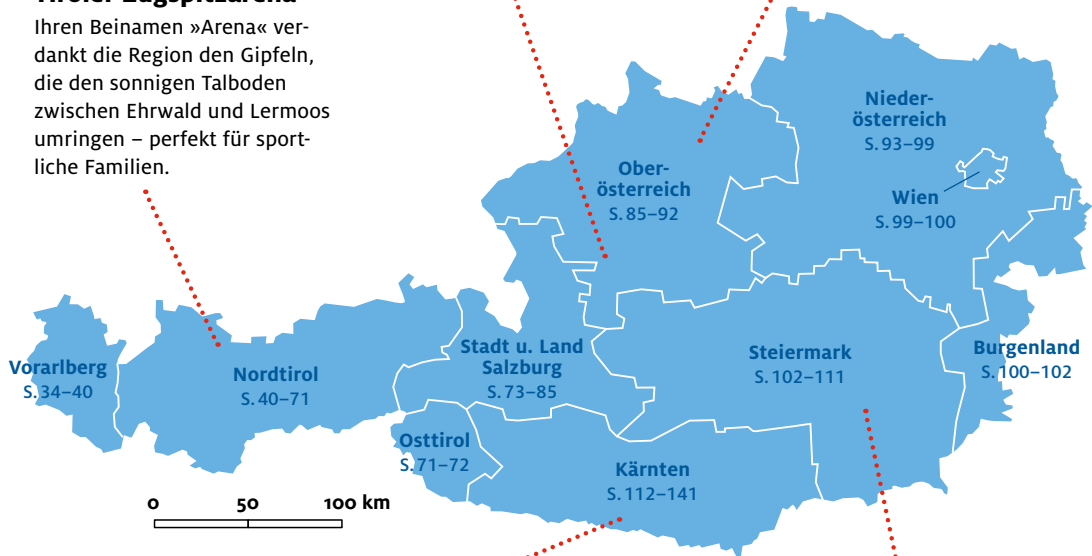 Tiroler Zugspitzarena
Ihren Beinamen »Arena« ver-
dankt die Region den Gipfeln,
die den sonnigen Talboden
zwischen Ehrwald und Lermoos
umringen – perfekt für sport-
liche Familien.
Nieder-
österreich
S. 93–99
Ober-
österreich
S. 85–92
Wien
S. 99–100
Vorarlberg
S. 34–40
Nordtirol
S. 40–71
Stadt u. Land
Salzburg
S. 73–85
Steiermark
S. 102–111
Burgenland
S. 100–102
Osttirol
S. 71–72
Kärnten
S. 112–141
0 50 100 km